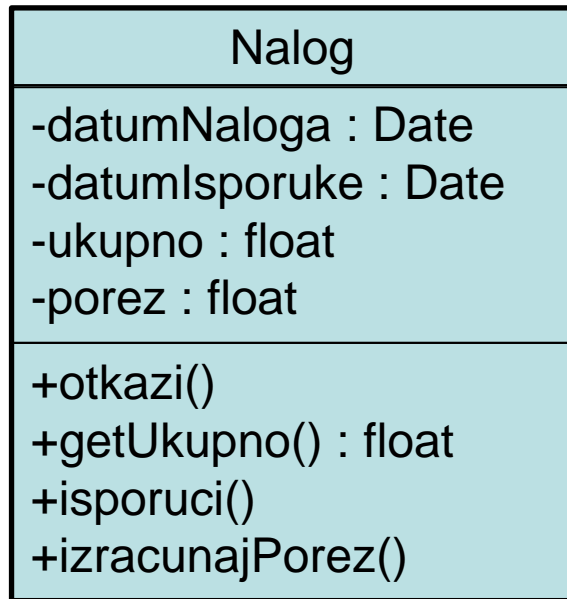 Nalog
-datumNaloga : Date
-datumIsporuke : Date
-ukupno : float
-porez : float
+otkazi()
+getUkupno() : float
+isporuci()
+izracunajPorez()